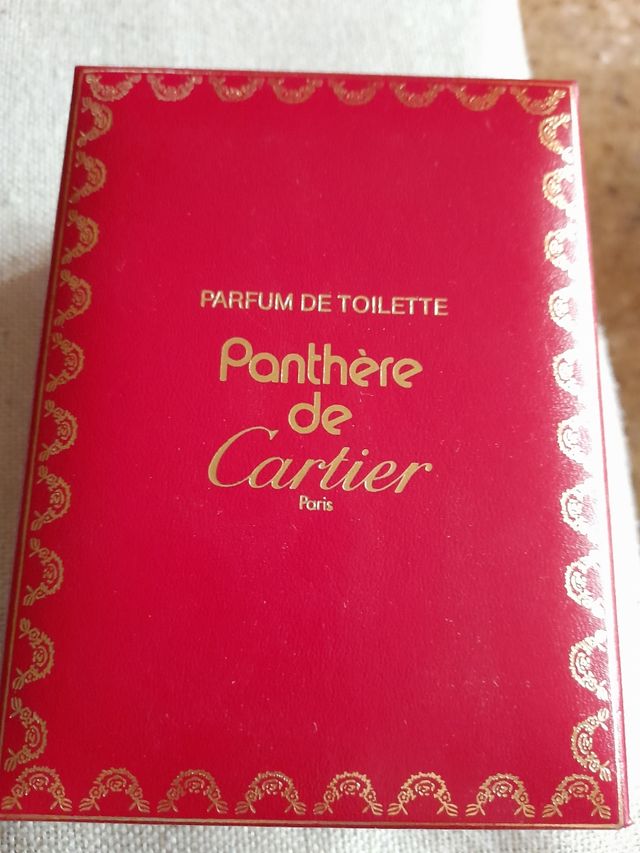 PARFUM DE TOILETTE
Panthère
de
Cartier
Paris